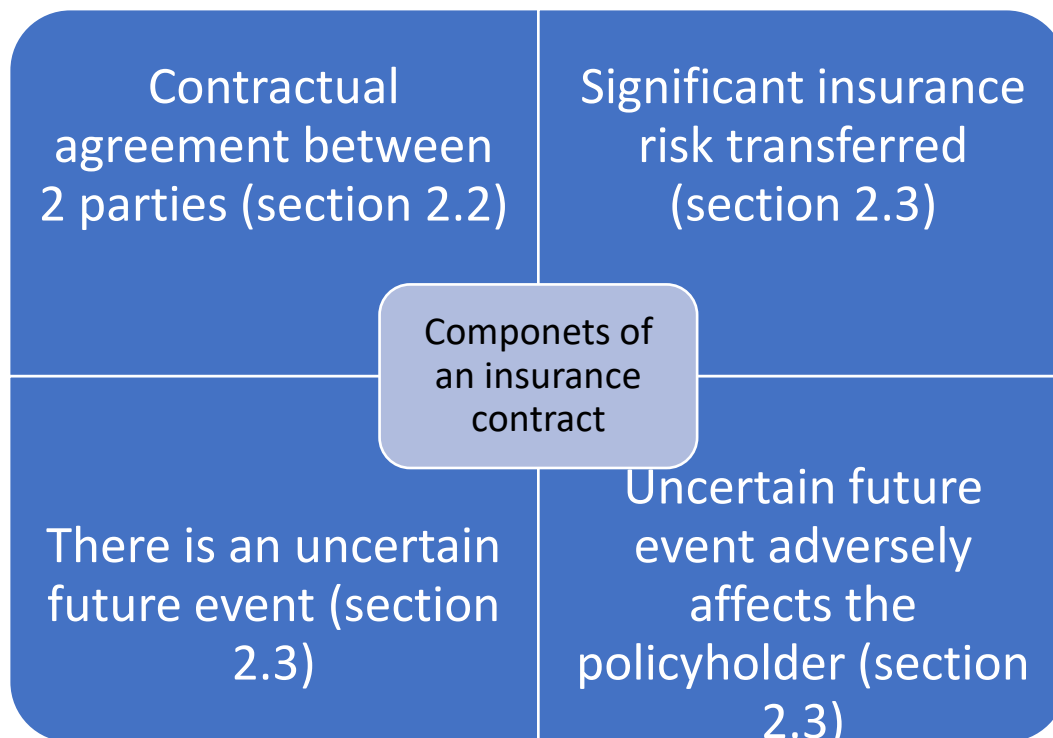 Contractual
agreement between
2 parties (section 2.2)
Significant insurance
risk transferred
(section 2.3)
Componets of
an insurance
contract
There is an uncertain
future event (section
2.3)
Uncertain future
event adversely
affects the
policyholder (section
2.3)